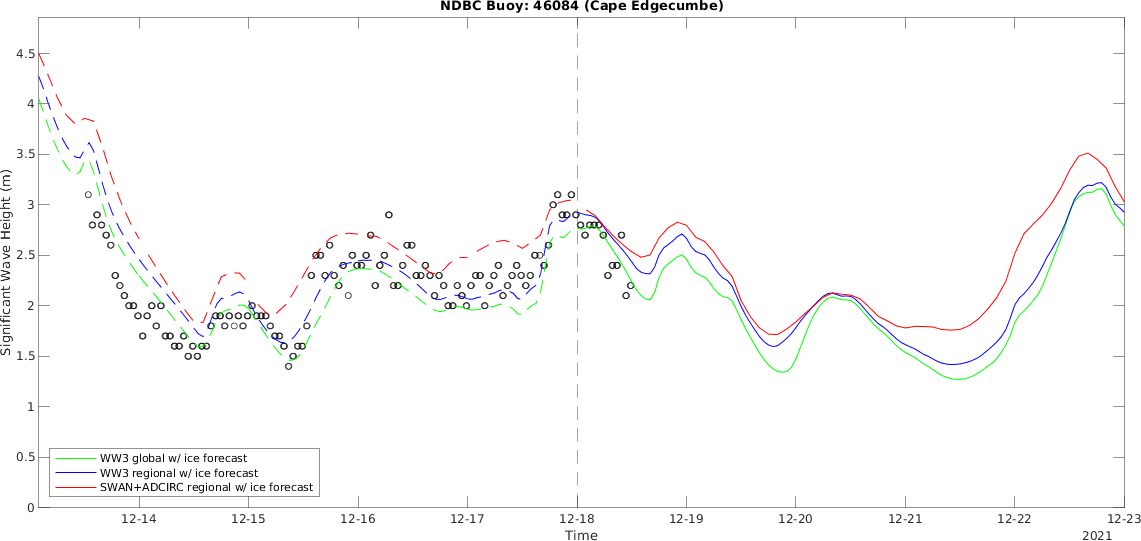 NDBC Buoy: 46084 (Cape Edgecumbe)
Significant Wave Height (m)
4.5
4
3.5
3
2.5
2
1.5
1
0.5
0
WW3 global w/ ice forecast
WW3 regional w/ ice forecast
SWAN+ADCIRC regional w/ ice forecast
12-14 12-15 12-16 12-17 12-18 12-19 12-20 12-21 12-22 12-23
Time
2021